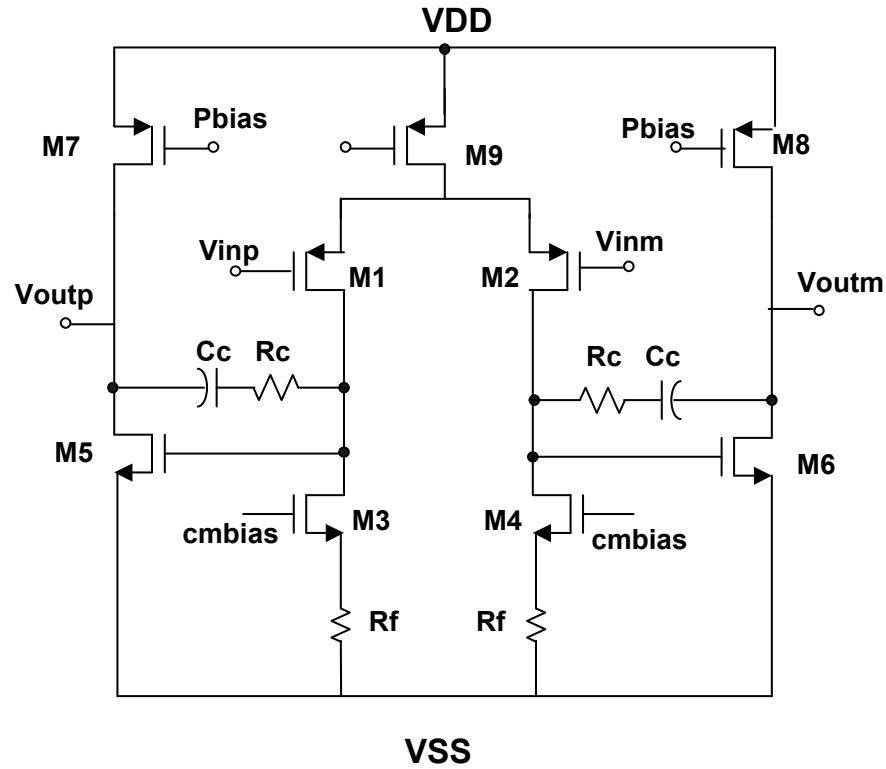 VDD
M7
Pbias
M9
Pbias
M8
Vinp
M1
M2
Vinm
Voutp
Voutm
Cc
Rc
Rc
Cc
M5
M6
cmbias
M3
M4
cmbias
Rf
Rf
VSS